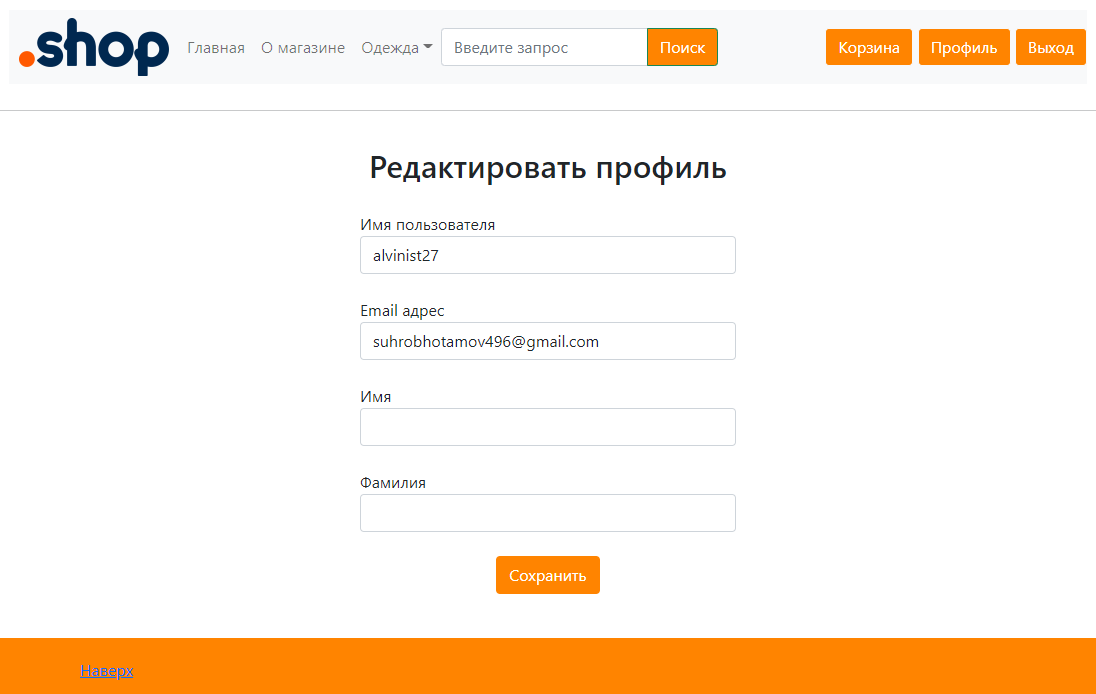 .shop Главная О магазине Одежда Введите запрос Поиск Корзина Профиль Выход
Редактировать профиль
Имя пользователя
alvinist27
Email адрес
suhrobhotamov496@gmail.com
Имя
Фамилия
Сохранить
Наверх